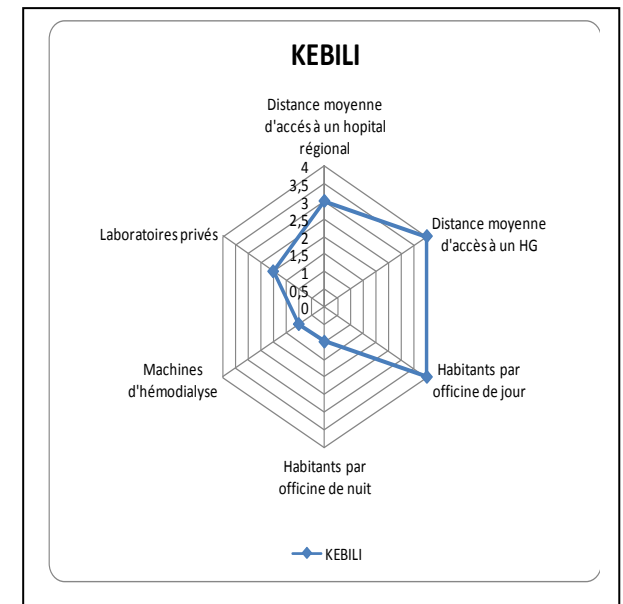 KEBILI
Distance moyenne
d'accés à un hopital
régional
4
3,5
3
2,5
2
1,5
1
0,5
0
Distance moyenne
d'accès à un HG
Habitants par
officine de jour
Habitants par
officine de nuit
Machines
d'hémodialyse
Laboratoires privés
KEBILI